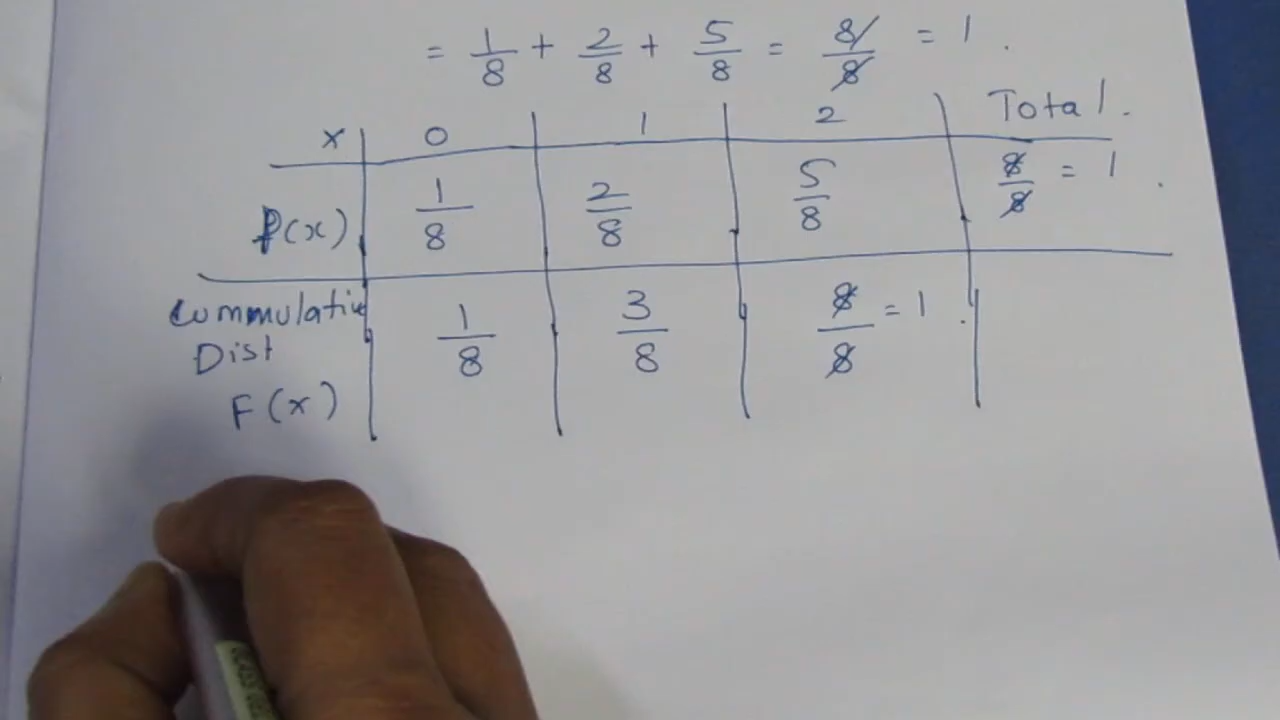 = 1/8 + 2/8 + 5/8 = 8/8 = 1 .
x 0 1 2 Total.
P(x) 1/8 2/8 5/8 8/8 = 1 .
Cummulative 1/8 3/8 8/8 = 1 .
Dist
F(x)